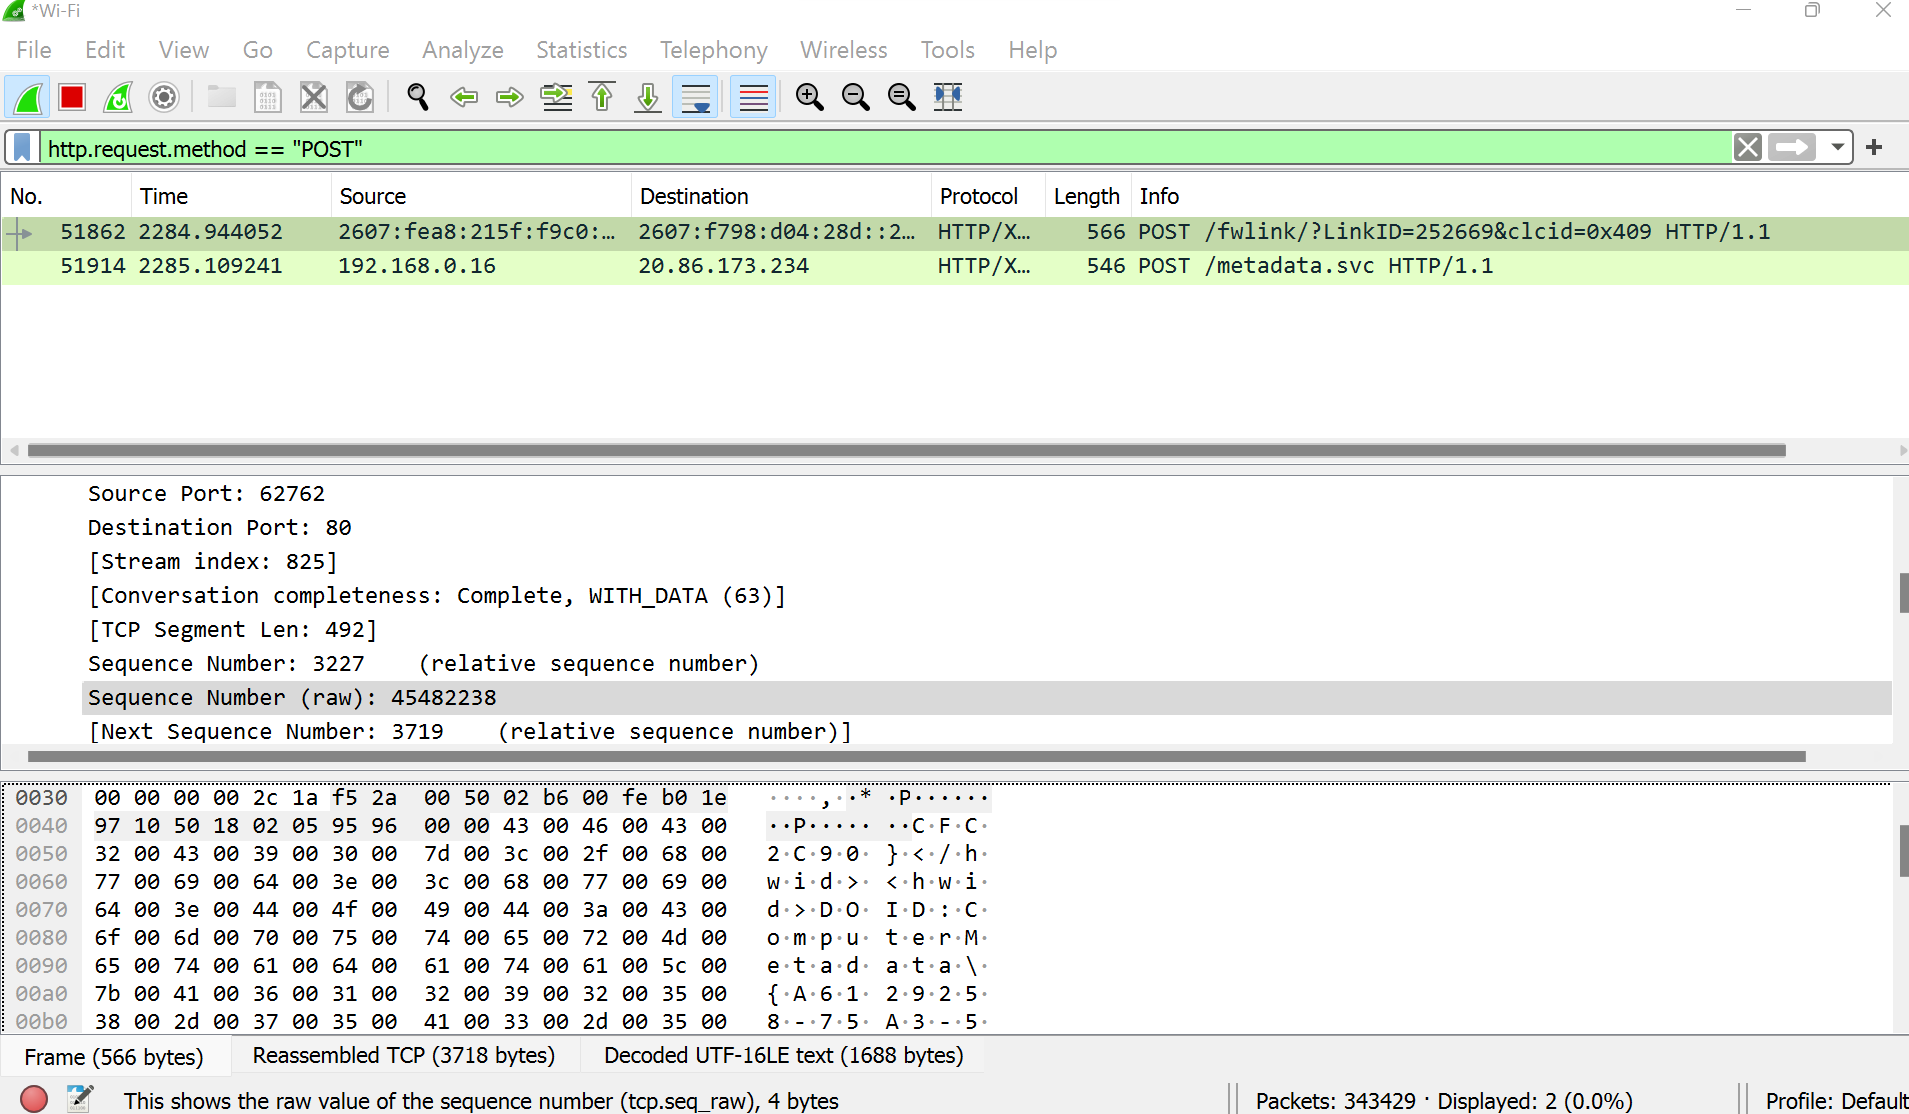 *Wi-Fi
File Edit View Go Capture Analyze Statistics Telephony Wireless Tools Help
http.request.method == "POST"
No. Time Source Destination Protocol Length Info
51862 2284.944052 2607:fea8:215f:f9c0:… 2607:f798:d04:28d::2… HTTP/X… 566 POST /fwlink/?LinkID=252669&clcid=0x409 HTTP/1.1
51914 2285.109241 192.168.0.16 20.86.173.234 HTTP/X… 546 POST /metadata.svc HTTP/1.1
Source Port: 62762
Destination Port: 80
[Stream index: 825]
[Conversation completeness: Complete, WITH_DATA (63)]
[TCP Segment Len: 492]
Sequence Number: 3227    (relative sequence number)
Sequence Number (raw): 45482238
[Next Sequence Number: 3719    (relative sequence number)]
0030 00 00 00 00 2c 1a f5 2a 00 50 02 b6 00 fe b0 1e ····,··* ·P······
0040 97 10 50 18 02 05 95 96 00 00 43 00 46 00 43 00 ··P····· ··C·F·C·
0050 32 00 43 00 39 00 30 00 7d 00 3c 00 2f 00 68 00 2·C·9·0· }·<·/·h·
0060 77 00 69 00 64 00 3e 00 3c 00 68 00 77 00 69 00 w·i·d·>· <·h·w·i·
0070 64 00 3e 00 44 00 4f 00 49 00 44 00 3a 00 43 00 d·>·D·O· I·D·:·C·
0080 6f 00 6d 00 70 00 75 00 74 00 65 00 72 00 4d 00 o·m·p·u· t·e·r·M·
0090 65 00 74 00 61 00 64 00 61 00 74 00 61 00 5c 00 e·t·a·d· a·t·a·\·
00a0 7b 00 41 00 36 00 31 00 32 00 39 00 32 00 35 00 {·A·6·1· 2·9·2·5·
00b0 38 00 2d 00 37 00 35 00 41 00 33 00 2d 00 35 00 8·-·7·5· A·3·-·5·
Frame (566 bytes) Reassembled TCP (3718 bytes) Decoded UTF-16LE text (1688 bytes)
This shows the raw value of the sequence number (tcp.seq_raw), 4 bytes Packets: 343429 · Displayed: 2 (0.0%) Profile: Default